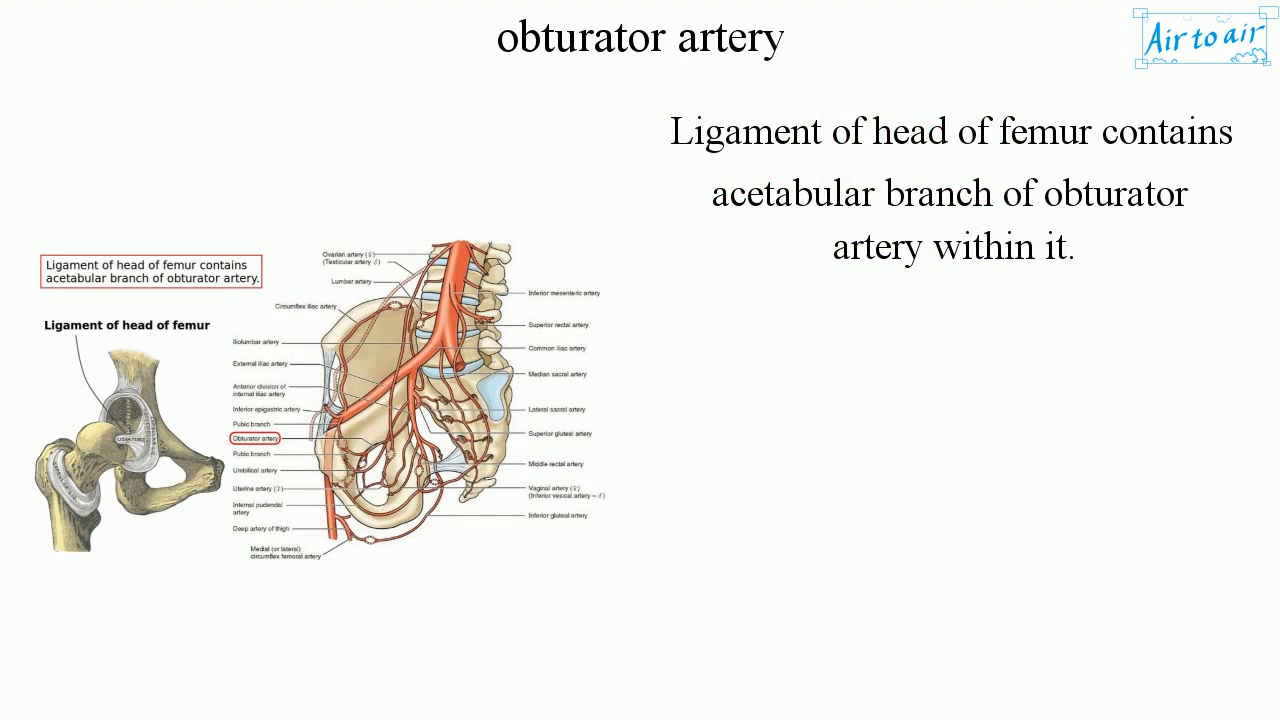 obturator artery
Air to air
Ligament of head of femur contains
acetabular branch of obturator
artery within it.
Ligament of head of femur contains
acetabular branch of obturator artery.
Ligament of head of femur
Ovarian artery (♀)
(Testicular artery ♂)
Lumbar artery
Circumflex iliac artery
Iliolumbar artery
External iliac artery
Anterior division of
internal iliac artery
Inferior epigastric artery
Pubic branch
Obturator artery
Pubic branch
Umbilical artery
Uterine artery (♀)
Internal pudendal
artery
Deep artery of thigh
Medial (or lateral)
circumflex femoral artery
Inferior mesenteric artery
Superior rectal artery
Common iliac artery
Median sacral artery
Lateral sacral artery
Superior gluteal artery
Middle rectal artery
Vaginal artery (♀)
(Inferior vesical artery – ♂)
Inferior gluteal artery